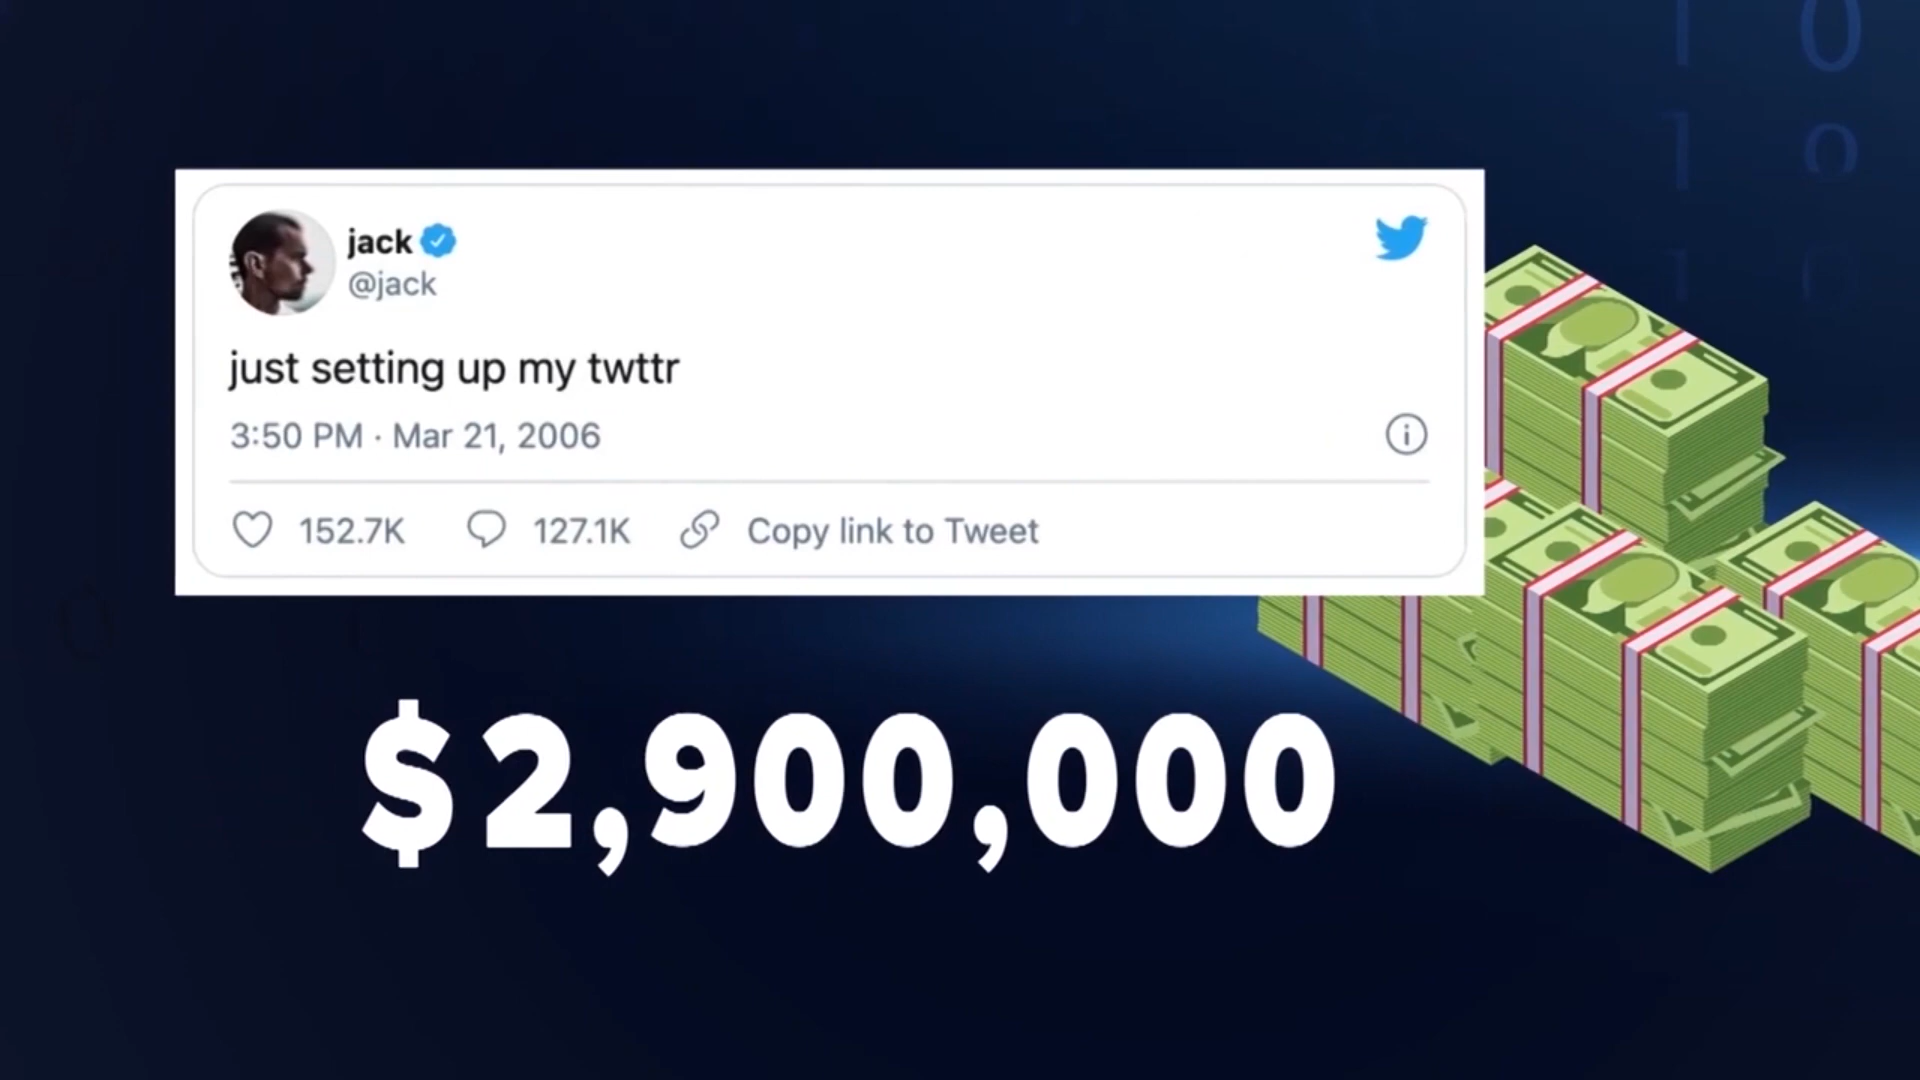 jack
@jack
just setting up my twttr
3:50 PM · Mar 21, 2006
152.7K 127.1K Copy link to Tweet
$2,900,000